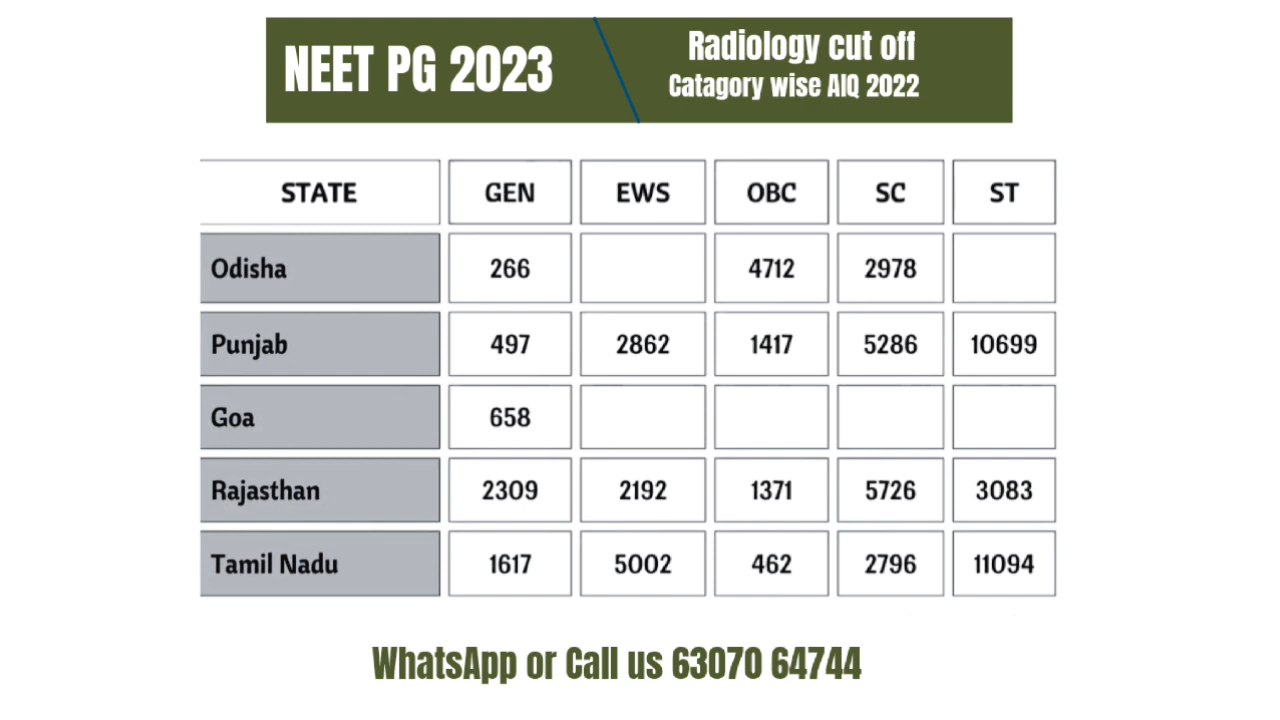 NEET PG 2023
Radiology cut off
Catagory wise AIQ 2022
STATE GEN EWS OBC SC ST
Odisha 266 4712 2978
Punjab 497 2862 1417 5286 10699
Goa 658
Rajasthan 2309 2192 1371 5726 3083
Tamil Nadu 1617 5002 462 2796 11094
WhatsApp or Call us 63070 64744